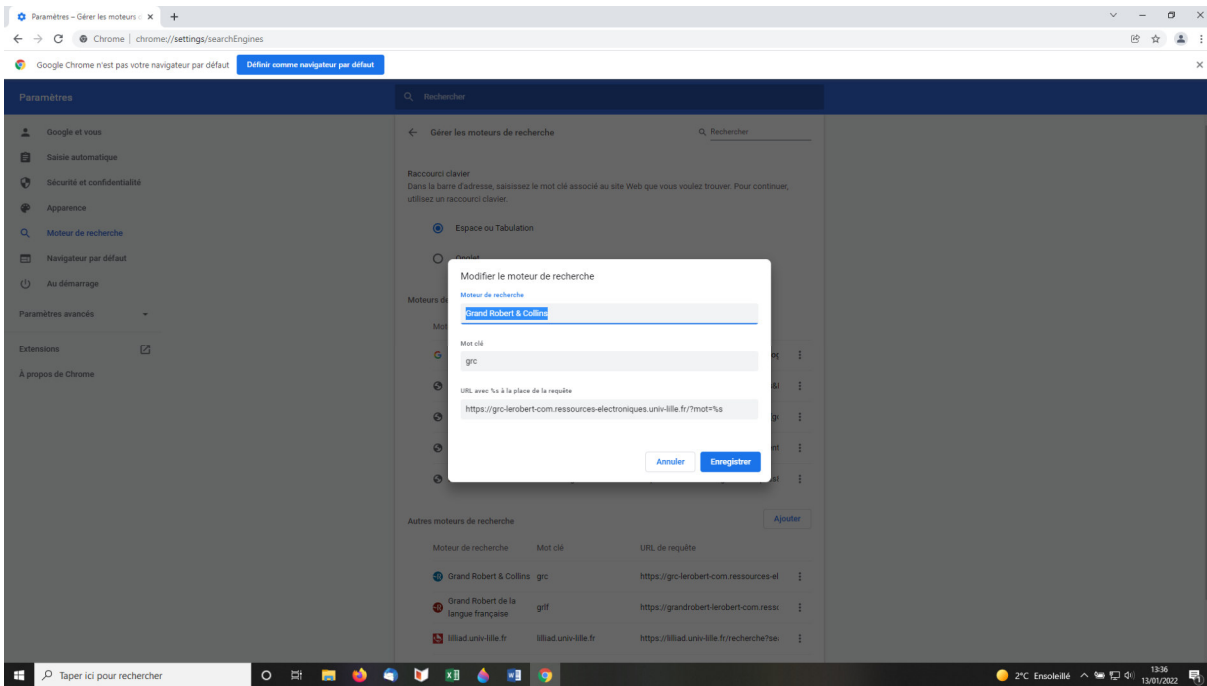 Paramètres – Gérer les moteurs
Chrome | chrome://settings/searchEngines
Google Chrome n'est pas votre navigateur par défaut Définir comme navigateur par défaut
Paramètres
Rechercher
Google et vous
Saisie automatique
Sécurité et confidentialité
Apparence
Moteur de recherche
Navigateur par défaut
Au démarrage
Paramètres avancés
Extensions
À propos de Chrome
Gérer les moteurs de recherche
Rechercher
Raccourci clavier
Dans la barre d'adresse, saisissez le mot clé associé au site Web que vous voulez trouver. Pour continuer,
utilisez un raccourci clavier.
Espace ou Tabulation
Onglet
Moteurs de
Modifier le moteur de recherche
Moteur de recherche
Grand Robert & Collins
Mot clé
grc
URL avec %s à la place de la requête
https://grc-lerobert-com.ressources-electroniques.univ-lille.fr/?mot=%s
Annuler Enregistrer
Autres moteurs de recherche Ajouter
Moteur de recherche Mot clé URL de requête
Grand Robert & Collins grc https://grc-lerobert-com.ressources-el
Grand Robert de la
langue française grlf https://grandrobert-lerobert-com.resso
lilliad.univ-lille.fr lilliad.univ-lille.fr https://lilliad.univ-lille.fr/recherche?sea
Taper ici pour rechercher
2°C Ensoleillé
13:36
13/01/2022